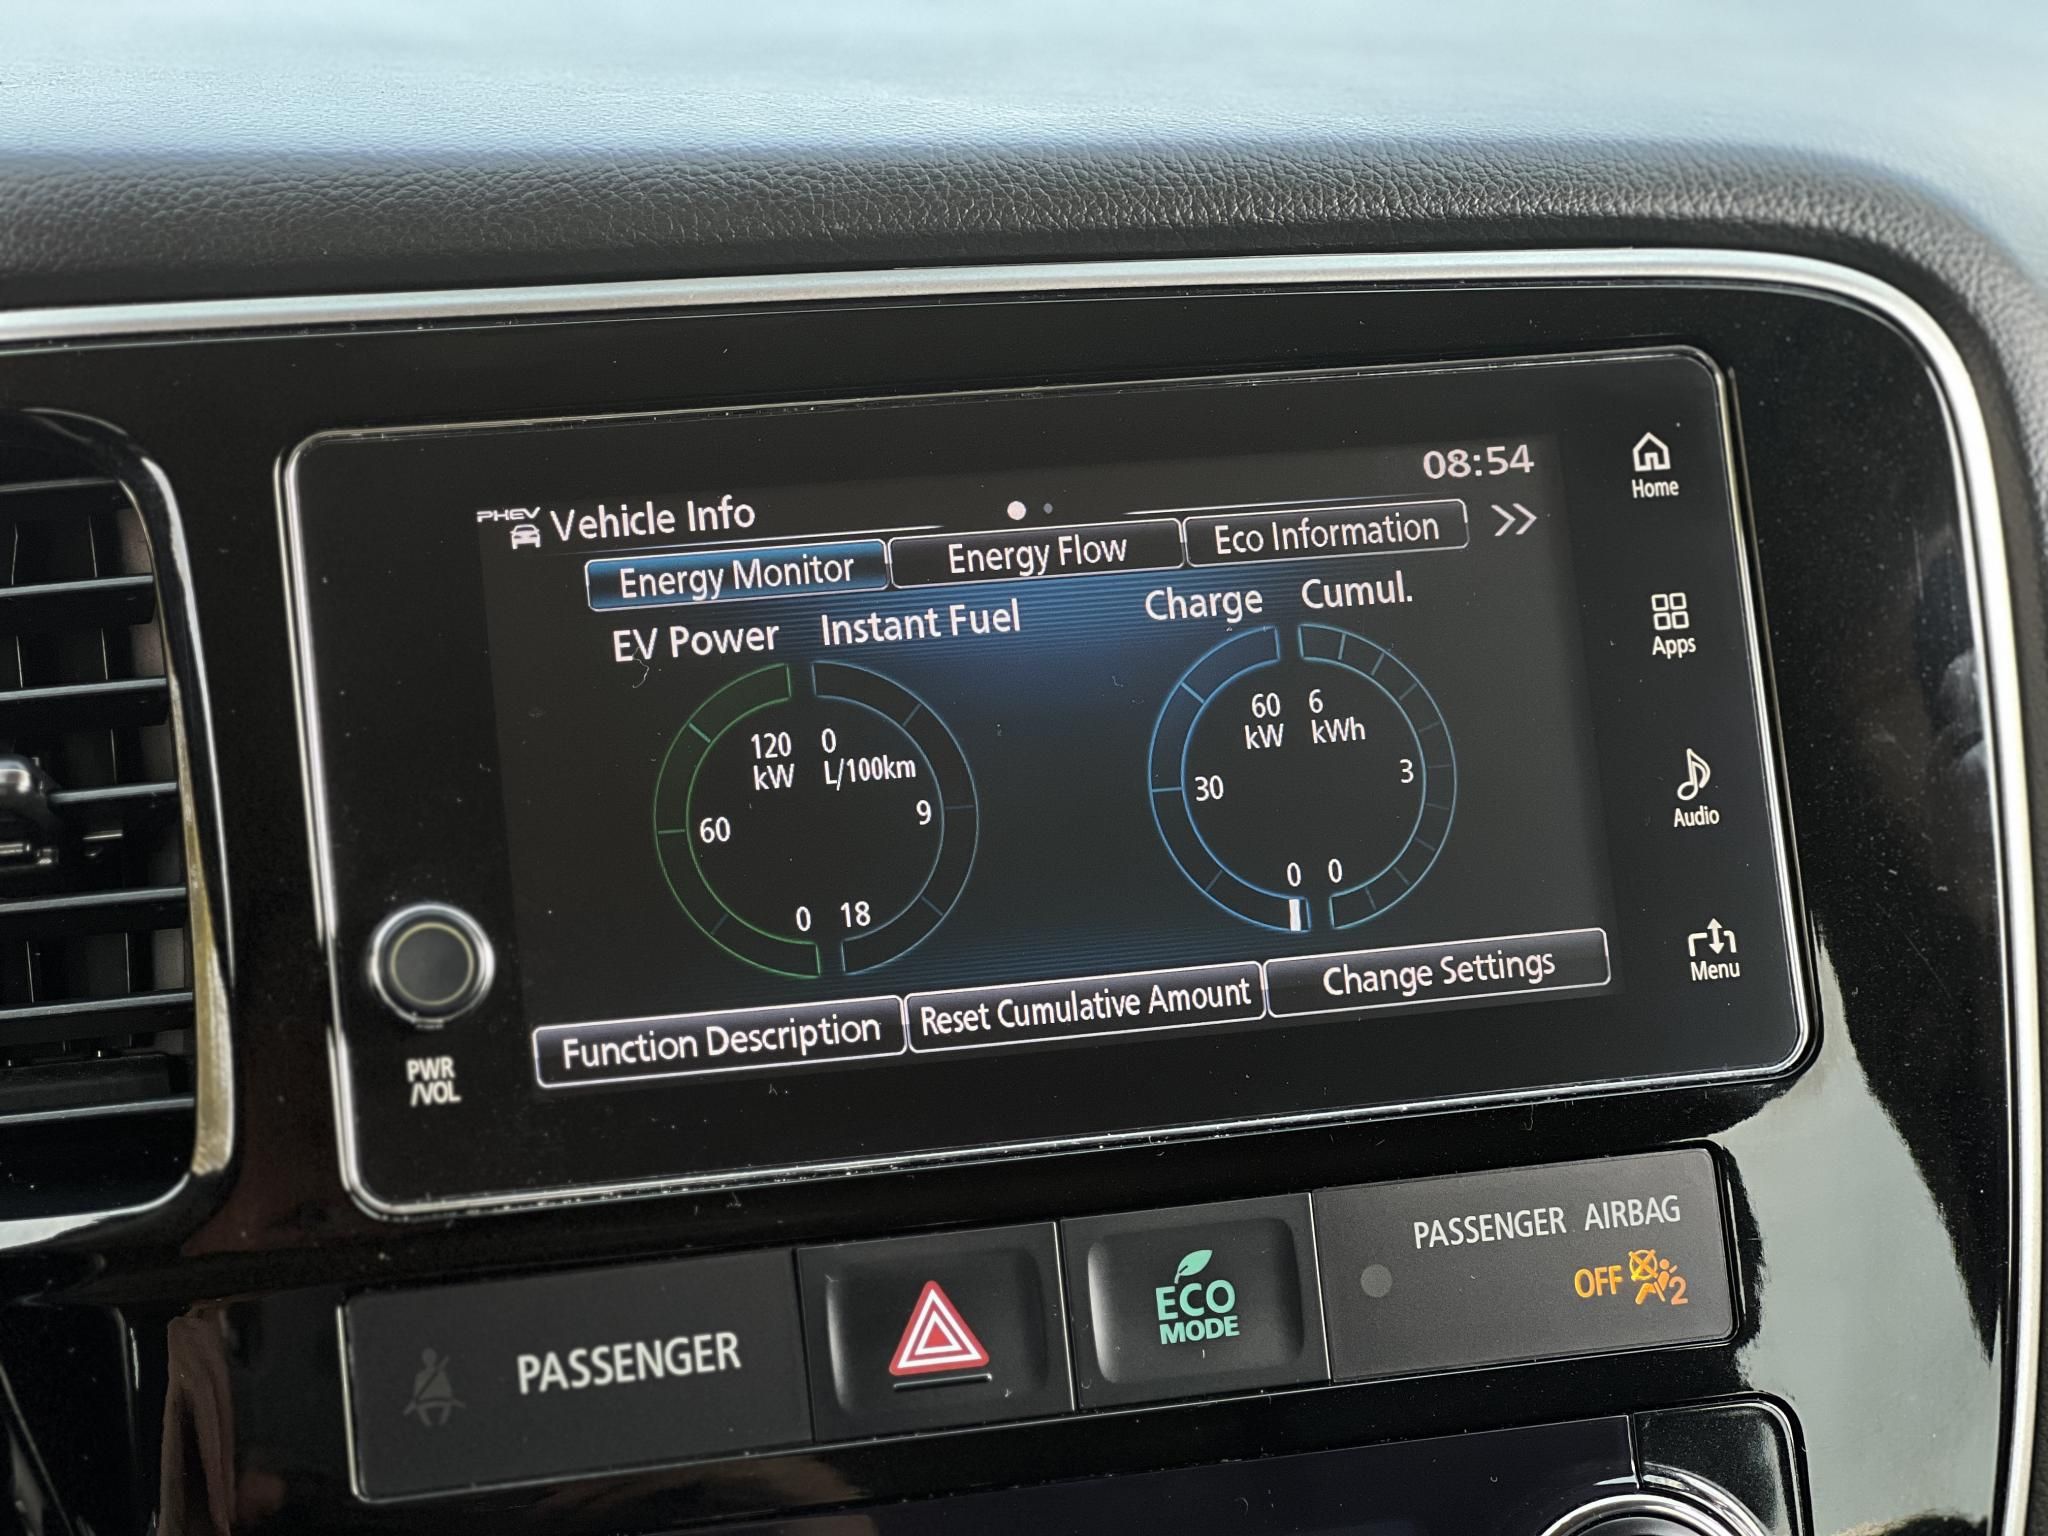 08:54
PHEV Vehicle Info
Energy Monitor Energy Flow Eco Information
EV Power Instant Fuel Charge Cumul.
120 0 60 6
kW L/100km kW kWh
60 9 30 3
0 18 0 0
Function Description Reset Cumulative Amount Change Settings
Home
Apps
Audio
Menu
PWR
/VOL
PASSENGER
ECO
MODE
PASSENGER AIRBAG
OFF 2